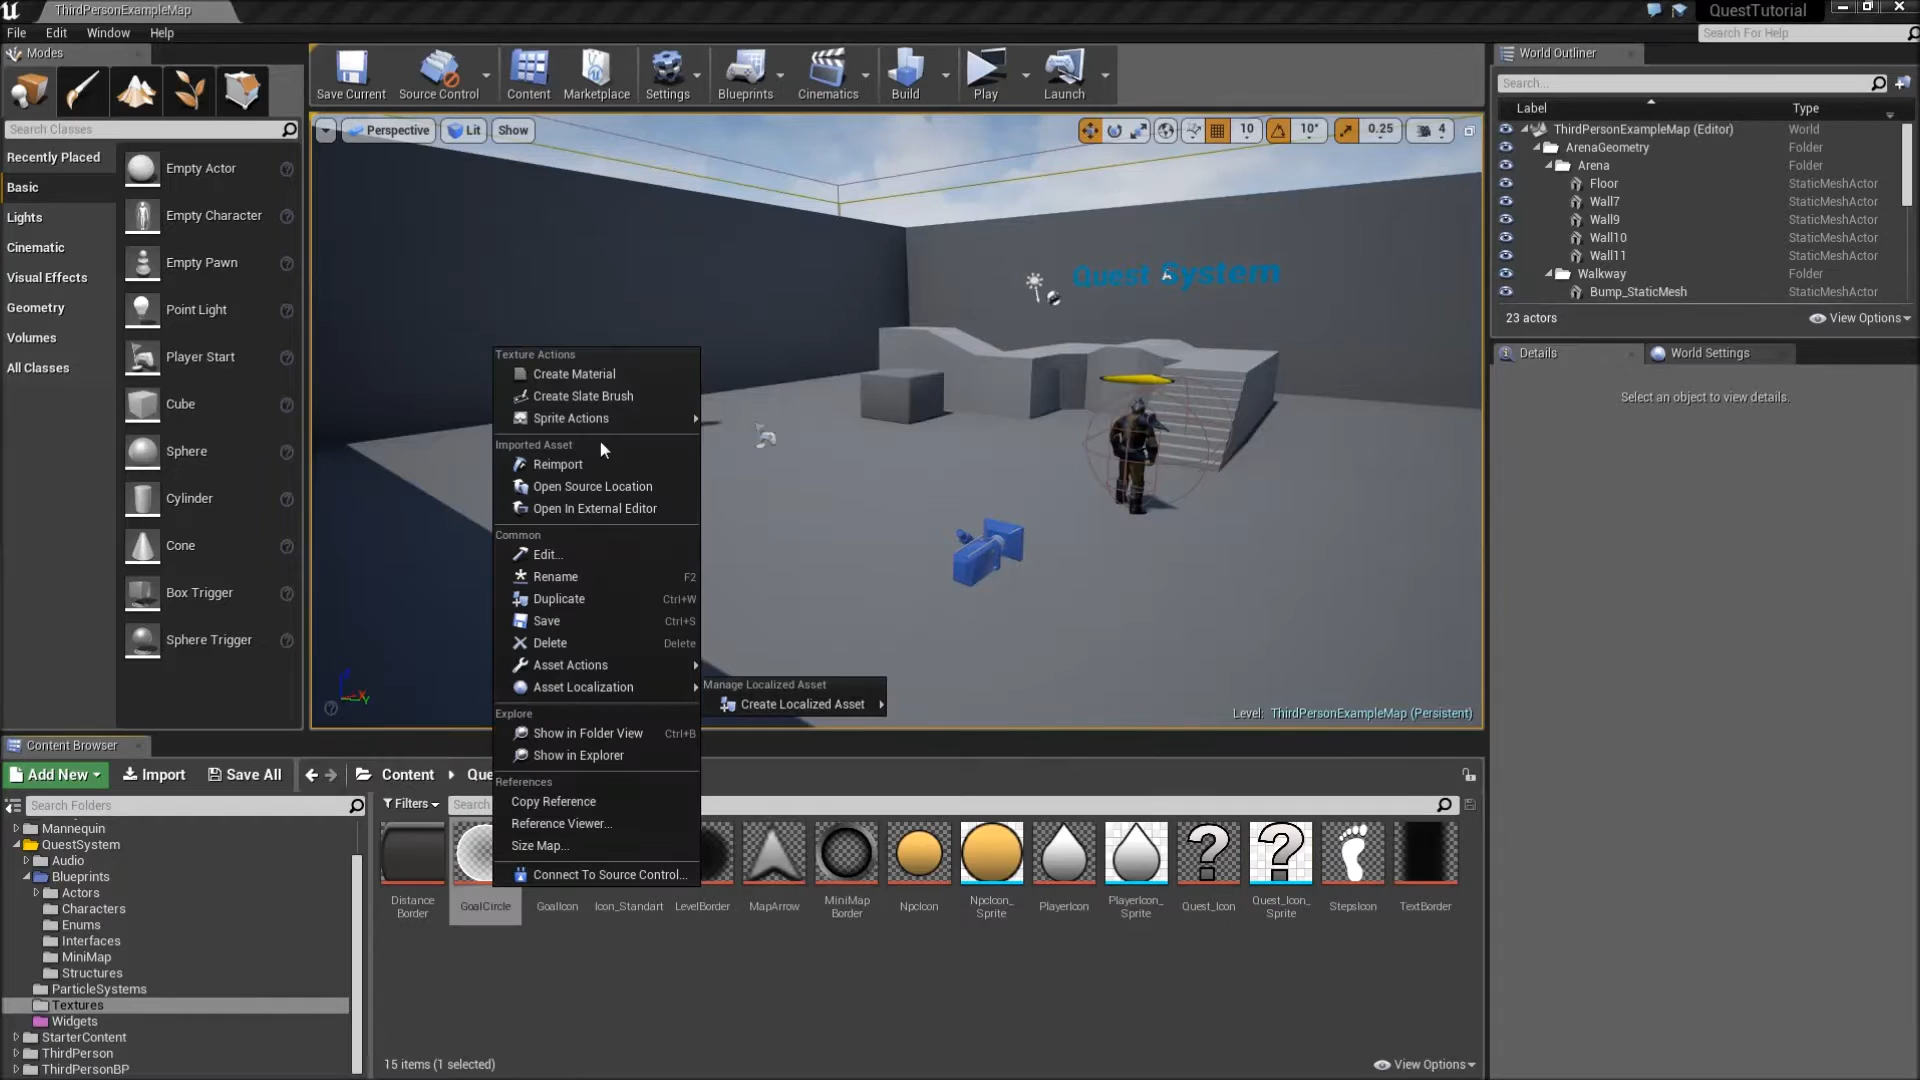 ThirdPersonExampleMap
QuestTutorial
File Edit Window Help
Search For Help
Modes
Search Classes
Recently Placed
Basic
Lights
Cinematic
Visual Effects
Geometry
Volumes
All Classes
Empty Actor
Empty Character
Empty Pawn
Point Light
Player Start
Cube
Sphere
Cylinder
Cone
Box Trigger
Sphere Trigger
Save Current Source Control Content Marketplace Settings Blueprints Cinematics Build Play Launch
Perspective Lit Show
10 10° 0.25 4
Quest System
Texture Actions
Create Material
Create Slate Brush
Sprite Actions
Imported Asset
Reimport
Open Source Location
Open In External Editor
Common
Edit...
Rename F2
Duplicate Ctrl+W
Save Ctrl+S
Delete Delete
Asset Actions
Asset Localization
Manage Localized Asset
Create Localized Asset
Explore
Show in Folder View Ctrl+B
Show in Explorer
References
Copy Reference
Reference Viewer...
Size Map...
Connect To Source Control...
Level: ThirdPersonExampleMap (Persistent)
World Outliner
Search...
Label Type
ThirdPersonExampleMap (Editor) World
ArenaGeometry Folder
Arena Folder
Floor StaticMeshActor
Wall7 StaticMeshActor
Wall9 StaticMeshActor
Wall10 StaticMeshActor
Wall11 StaticMeshActor
Walkway Folder
Bump_StaticMesh StaticMeshActor
23 actors
View Options
Details
World Settings
Select an object to view details.
Content Browser
Add New Import Save All Content Que
Search Folders
Mannequin
QuestSystem
Audio
Blueprints
Actors
Characters
Enums
Interfaces
MiniMap
Structures
ParticleSystems
Textures
Widgets
StarterContent
ThirdPerson
ThirdPersonBP
Filters
Search
Distance
Border
GoalCircle
GoalIcon
Icon_Standart
LevelBorder
MapArrow
MiniMap
Border
NpcIcon
NpcIcon_
Sprite
PlayerIcon
PlayerIcon_
Sprite
Quest_Icon
Quest_Icon_
Sprite
StepsIcon
TextBorder
15 items (1 selected)
View Options